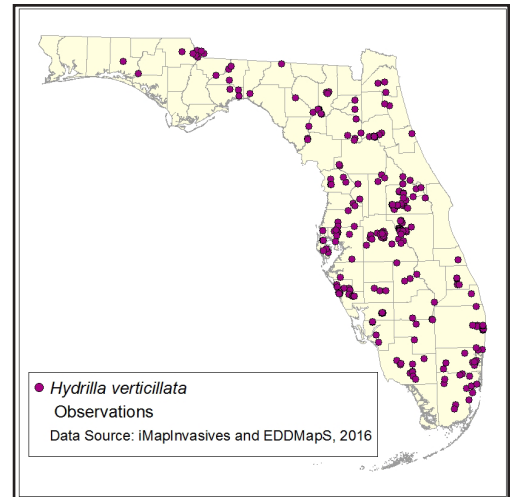 Hydrilla verticillata
Observations
Data Source: iMapInvasives and EDDMapS, 2016